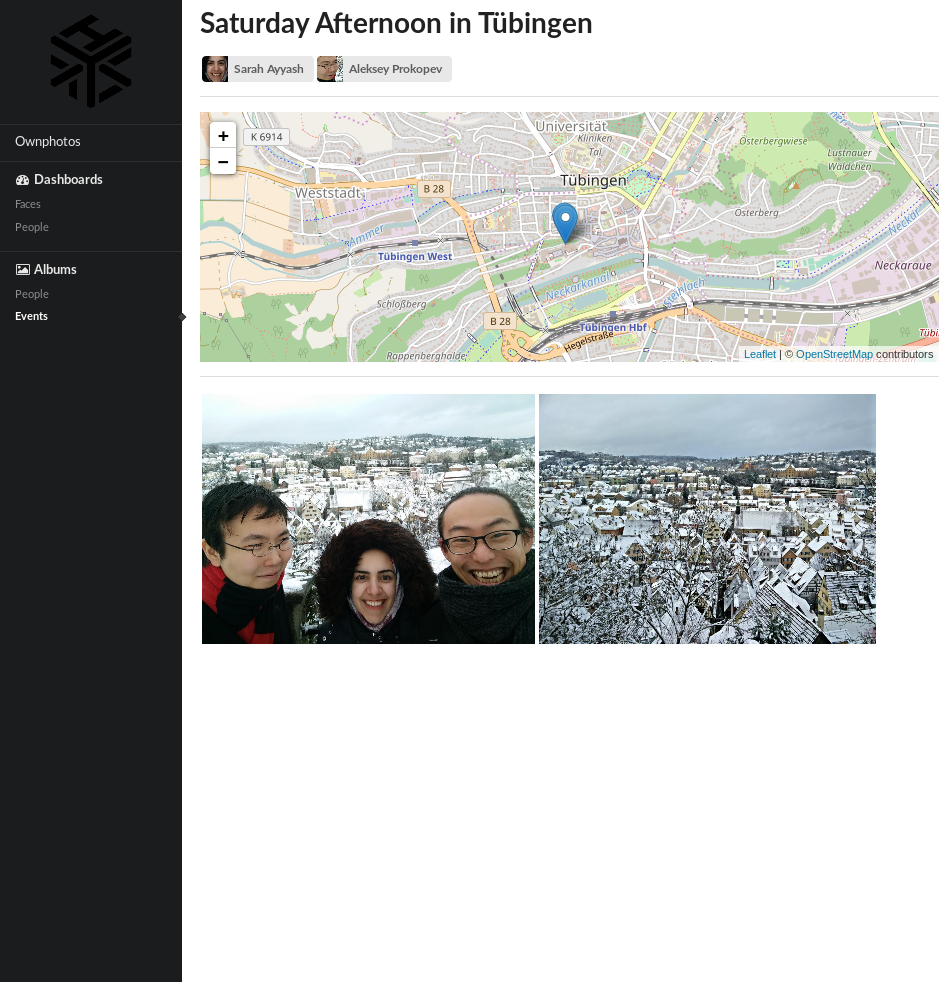 Saturday Afternoon in Tübingen
Sarah Ayyash
Aleksey Prokopev
Ownphotos
Dashboards
Faces
People
Albums
People
Events
+
−
K 6914
Universität
Kliniken
Tal
Österbergwiese
Lustnauer
Wäldchen
Tübingen
Weststadt
B 28
Österberg
Ammer
Neckar
Tübingen West
Neckaraue
Neckarkanal
Steinlach
Schloßberg
B 28
Tübingen Hbf
Hegelstraße
Rappenberghalde
Leaflet | © OpenStreetMap contributors